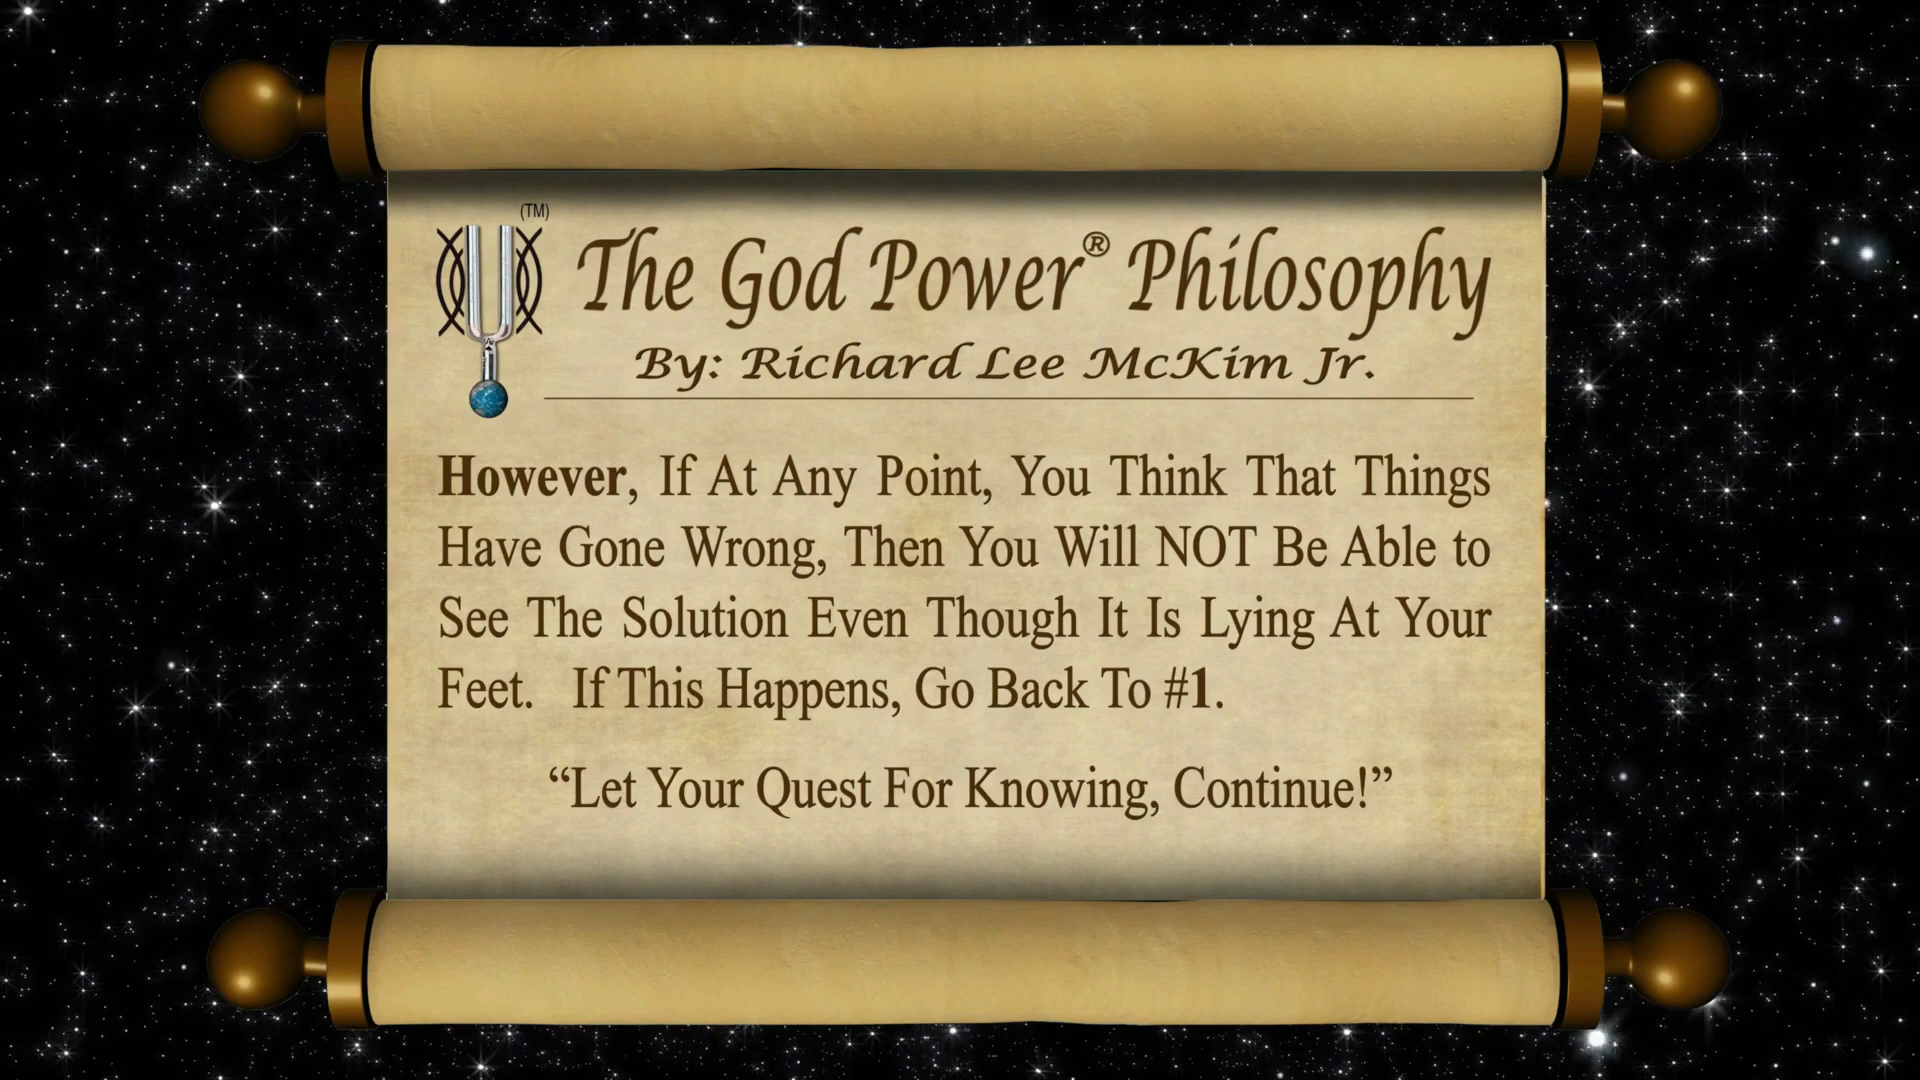 (TM)
The God Power® Philosophy
By: Richard Lee McKim Jr.
However, If At Any Point, You Think That Things
Have Gone Wrong, Then You Will NOT Be Able to
See The Solution Even Though It Is Lying At Your
Feet. If This Happens, Go Back To #1.
“Let Your Quest For Knowing, Continue!”